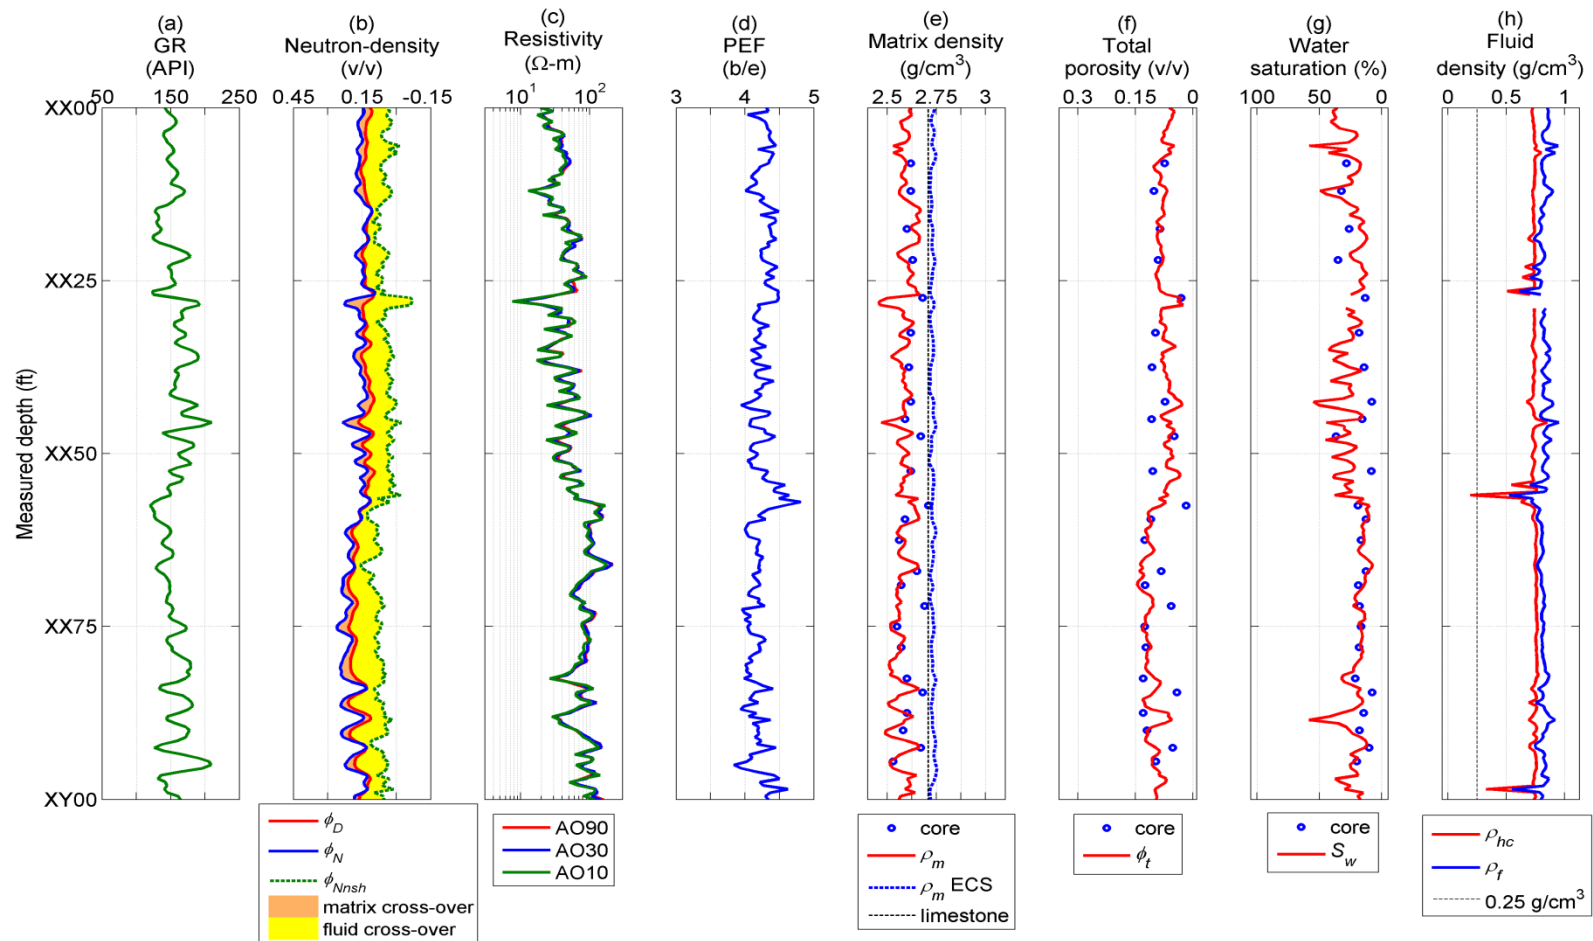 (a)
GR
(API)
50 150 250
(b)
Neutron-density
(v/v)
0.45 0.15 -0.15
(c)
Resistivity
(Ω-m)
10¹ 10²
(d)
PEF
(b/e)
3 4 5
(e)
Matrix density
(g/cm³)
2.5 2.75 3
(f)
Total
porosity (v/v)
0.3 0.15 0
(g)
Water
saturation (%)
100 50 0
(h)
Fluid
density (g/cm³)
0 0.5 1
Measured depth (ft)
XX00
XX25
XX50
XX75
XY00
ϕD
ϕN
ϕNnsh
matrix cross-over
fluid cross-over
AO90
AO30
AO10
core
ρm
ρm ECS
limestone
core
ϕt
core
Sw
ρhc
ρf
0.25 g/cm³